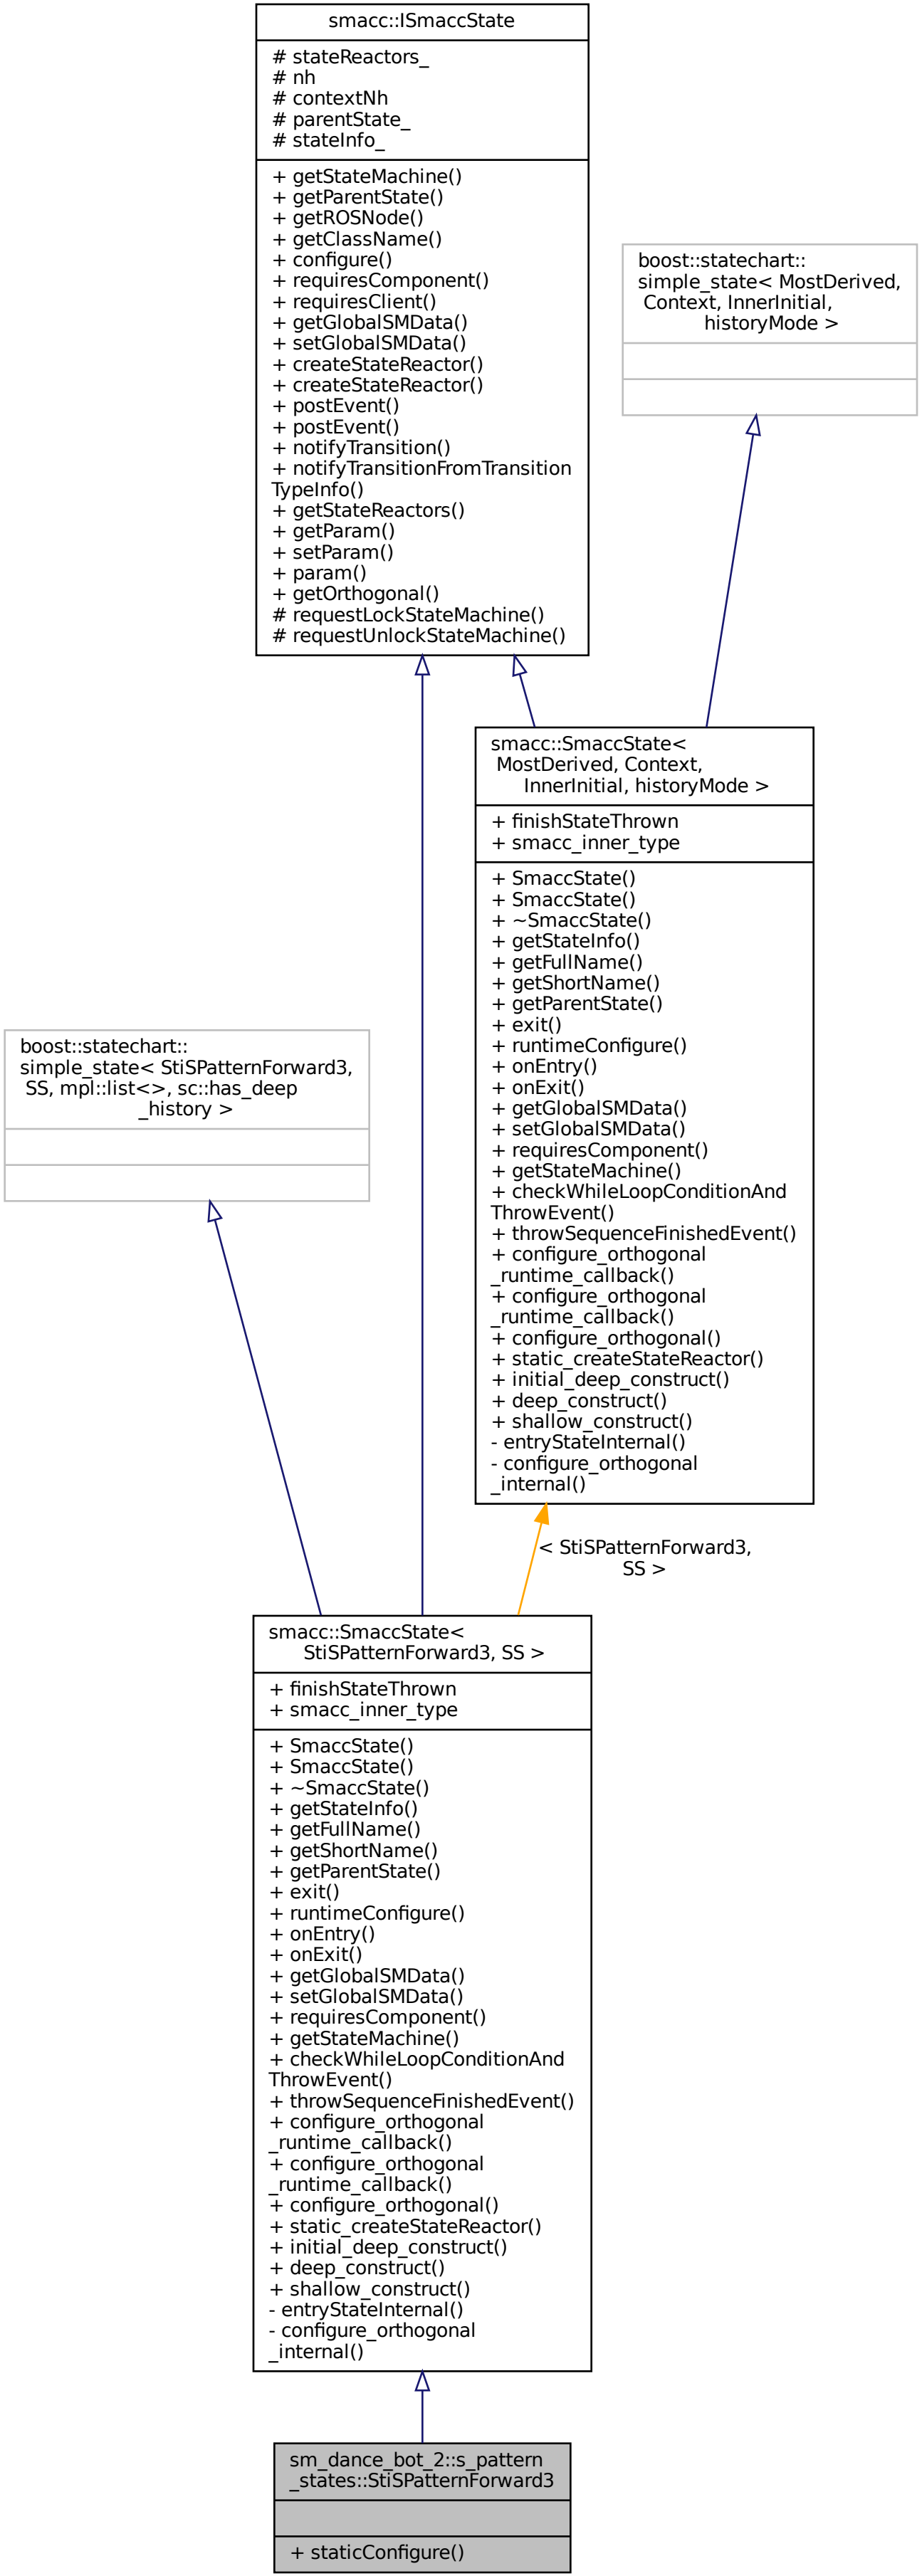 smacc::ISmaccState
# stateReactors_
# nh
# contextNh
# parentState_
# stateInfo_
+ getStateMachine()
+ getParentState()
+ getROSNode()
+ getClassName()
+ configure()
+ requiresComponent()
+ requiresClient()
+ getGlobalSMData()
+ setGlobalSMData()
+ createStateReactor()
+ createStateReactor()
+ postEvent()
+ postEvent()
+ notifyTransition()
+ notifyTransitionFromTransition
TypeInfo()
+ getStateReactors()
+ getParam()
+ setParam()
+ param()
+ getOrthogonal()
# requestLockStateMachine()
# requestUnlockStateMachine()
boost::statechart::
simple_state< MostDerived,
Context, InnerInitial,
historyMode >
smacc::SmaccState<
MostDerived, Context,
InnerInitial, historyMode >
+ finishStateThrown
+ smacc_inner_type
+ SmaccState()
+ SmaccState()
+ ~SmaccState()
+ getStateInfo()
+ getFullName()
+ getShortName()
+ getParentState()
+ exit()
+ runtimeConfigure()
+ onEntry()
+ onExit()
+ getGlobalSMData()
+ setGlobalSMData()
+ requiresComponent()
+ getStateMachine()
+ checkWhileLoopConditionAnd
ThrowEvent()
+ throwSequenceFinishedEvent()
+ configure_orthogonal
_runtime_callback()
+ configure_orthogonal
_runtime_callback()
+ configure_orthogonal()
+ static_createStateReactor()
+ initial_deep_construct()
+ deep_construct()
+ shallow_construct()
- entryStateInternal()
- configure_orthogonal
_internal()
boost::statechart::
simple_state< StiSPatternForward3,
SS, mpl::list<>, sc::has_deep
_history >
< StiSPatternForward3,
SS >
smacc::SmaccState<
StiSPatternForward3, SS >
+ finishStateThrown
+ smacc_inner_type
+ SmaccState()
+ SmaccState()
+ ~SmaccState()
+ getStateInfo()
+ getFullName()
+ getShortName()
+ getParentState()
+ exit()
+ runtimeConfigure()
+ onEntry()
+ onExit()
+ getGlobalSMData()
+ setGlobalSMData()
+ requiresComponent()
+ getStateMachine()
+ checkWhileLoopConditionAnd
ThrowEvent()
+ throwSequenceFinishedEvent()
+ configure_orthogonal
_runtime_callback()
+ configure_orthogonal
_runtime_callback()
+ configure_orthogonal()
+ static_createStateReactor()
+ initial_deep_construct()
+ deep_construct()
+ shallow_construct()
- entryStateInternal()
- configure_orthogonal
_internal()
sm_dance_bot_2::s_pattern
_states::StiSPatternForward3
+ staticConfigure()